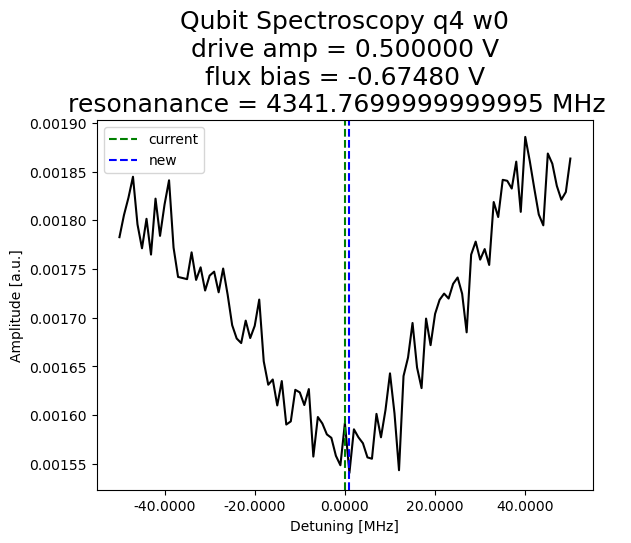 Qubit Spectroscopy q4 w0
drive amp = 0.500000 V
flux bias = -0.67480 V
resonanance = 4341.7699999999995 MHz
current
new
0.00190
0.00185
0.00180
0.00175
0.00170
0.00165
0.00160
0.00155
Amplitude [a.u.]
-40.0000 -20.0000 0.0000 20.0000 40.0000
Detuning [MHz]